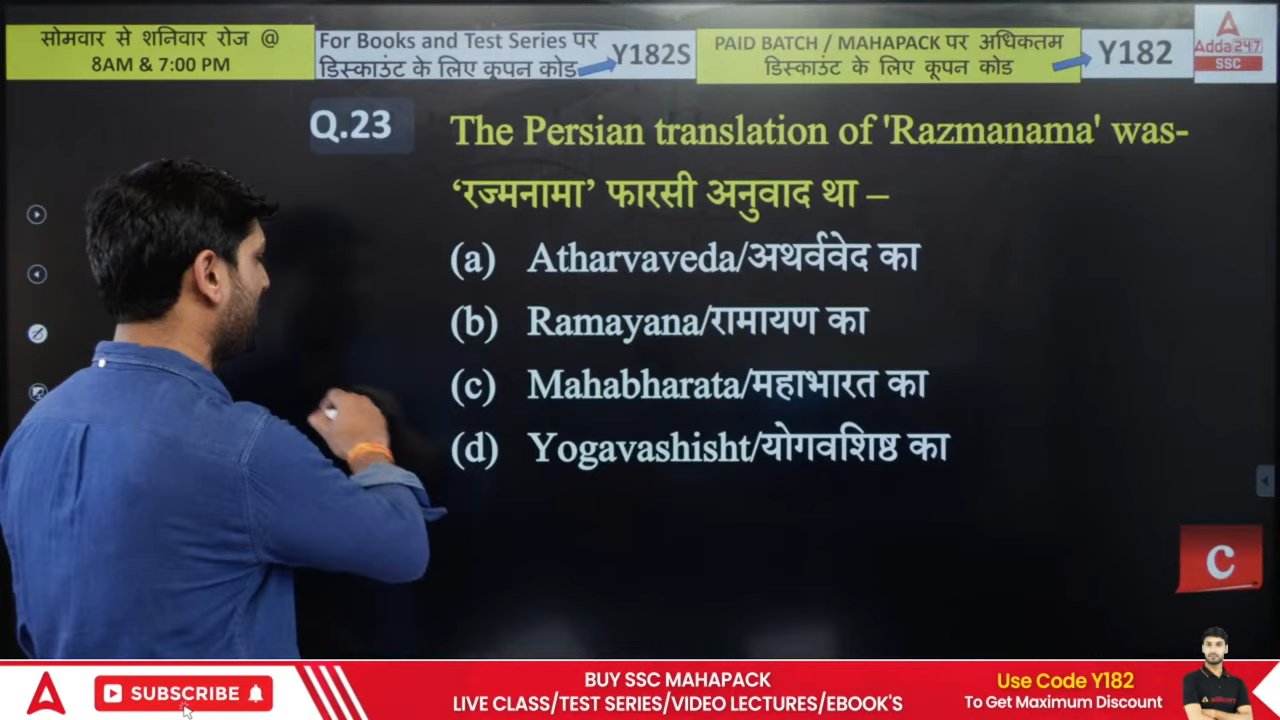 सोमवार से शनिवार रोज @
8AM & 7:00 PM
For Books and Test Series पर
डिस्काउंट के लिए कूपन कोड
Y182S
PAID BATCH / MAHAPACK पर अधिकतम
डिस्काउंट के लिए कूपन कोड
Y182
Adda247
SSC
Q.23
The Persian translation of 'Razmanama' was-
‘रज्मनामा’ फारसी अनुवाद था –
(a) Atharvaveda/अथर्ववेद का
(b) Ramayana/रामायण का
(c) Mahabharata/महाभारत का
(d) Yogavashisht/योगवशिष्ठ का
C
SUBSCRIBE
BUY SSC MAHAPACK
LIVE CLASS/TEST SERIES/VIDEO LECTURES/EBOOK'S
Use Code Y182
To Get Maximum Discount